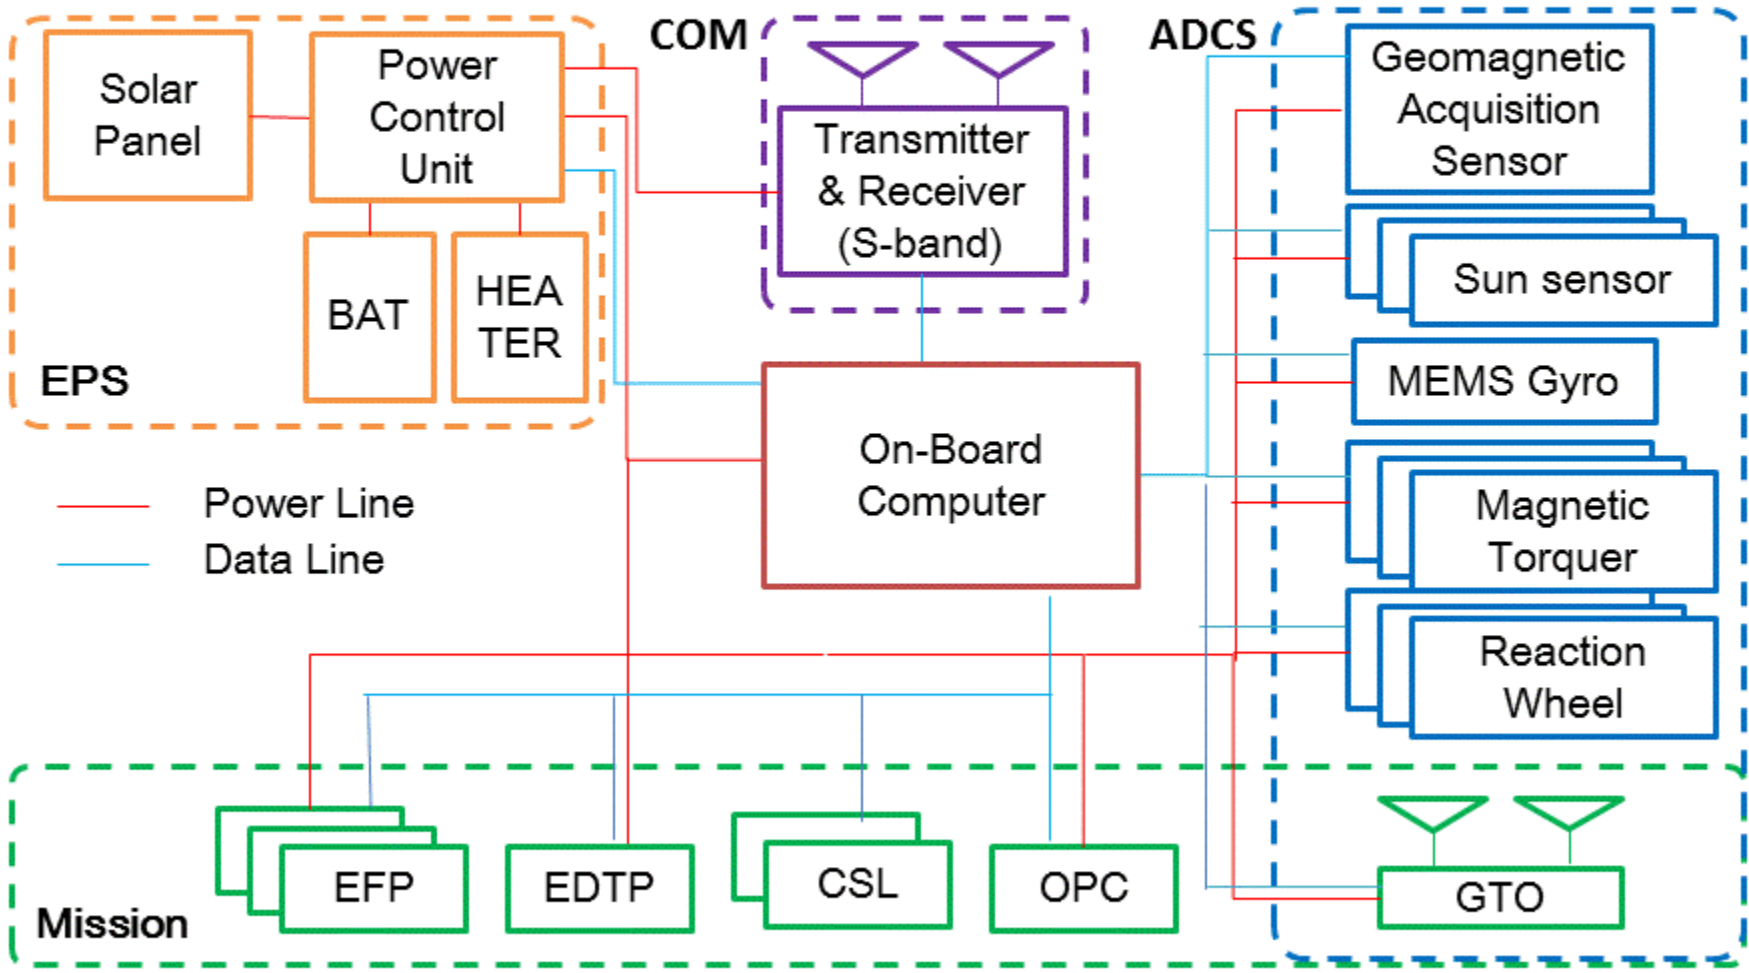 Solar
Panel
Power
Control
Unit
BAT
HEA
TER
EPS
COM
Transmitter
& Receiver
(S-band)
ADCS
Geomagnetic
Acquisition
Sensor
Sun sensor
MEMS Gyro
Magnetic
Torquer
Reaction
Wheel
On-Board
Computer
Power Line
Data Line
Mission
EFP
EDTP
CSL
OPC
GTO